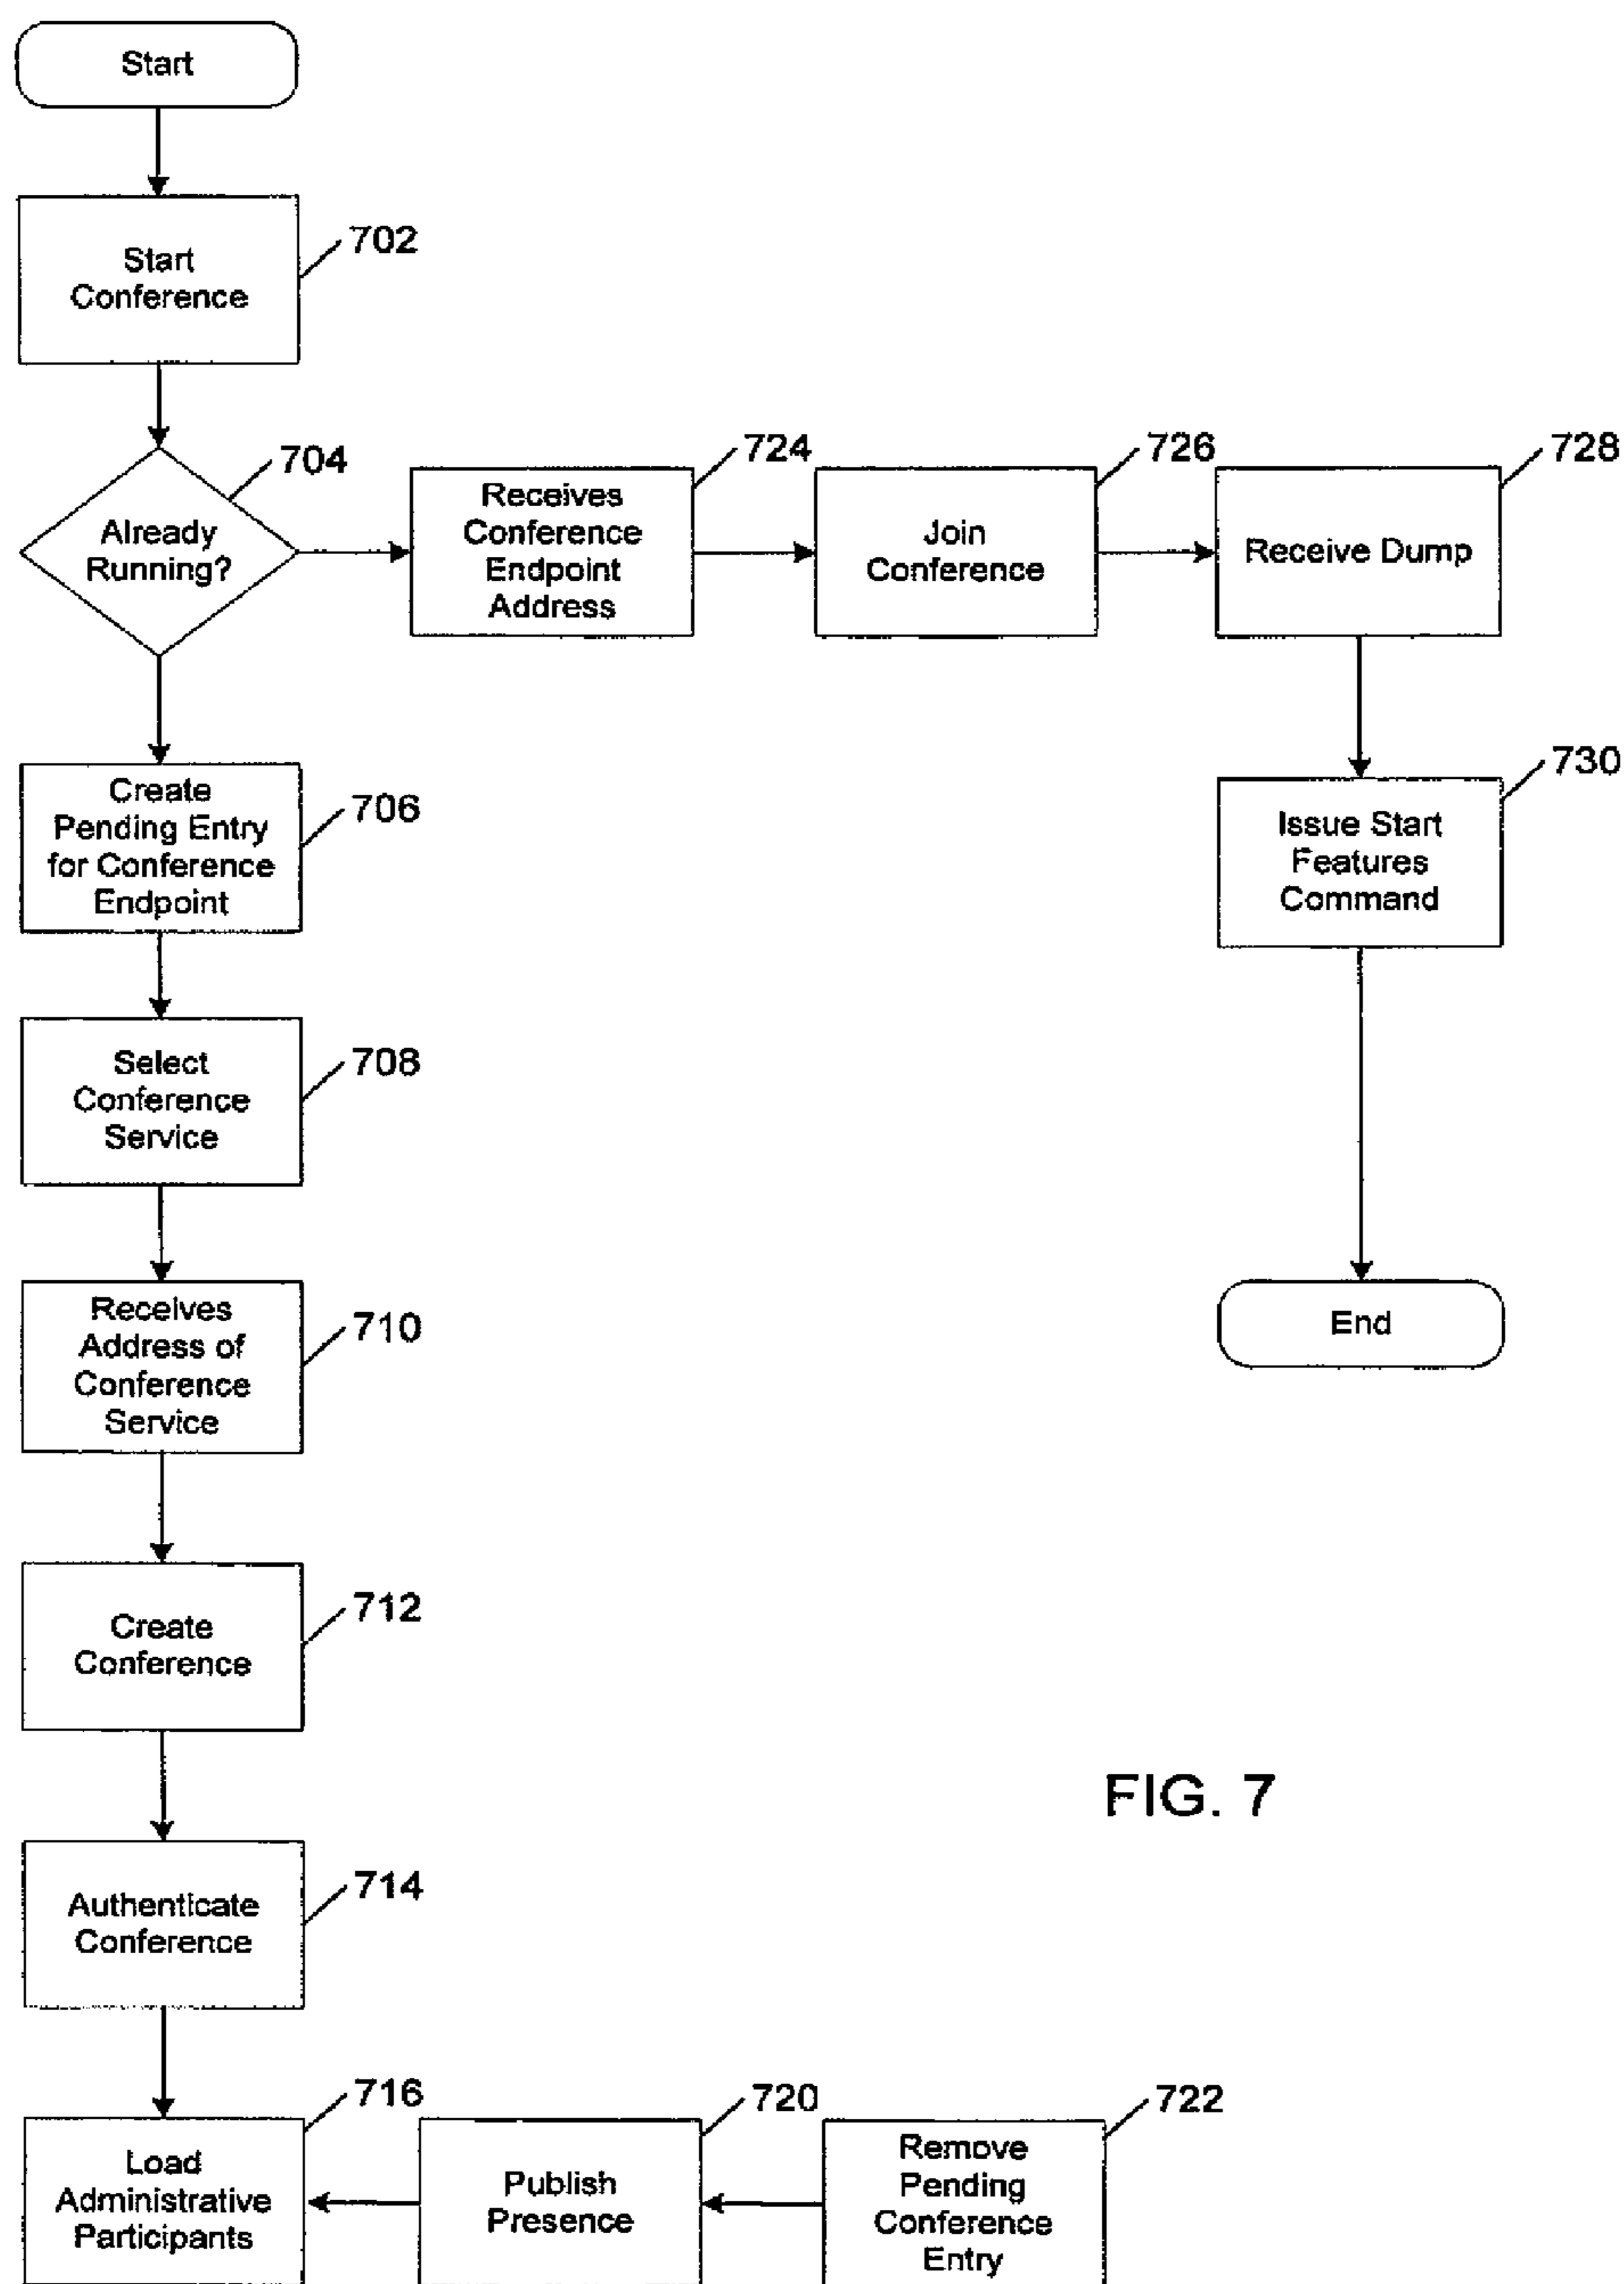 Start
Start
Conference
702
Already
Running?
704
Receives
Conference
Endpoint
Address
724
Join
Conference
726
Receive Dump
728
Create
Pending Entry
for Conference
Endpoint
706
Issue Start
Features
Command
730
Select
Conference
Service
708
Receives
Address of
Conference
Service
710
End
Create
Conference
712
FIG. 7
Authenticate
Conference
714
Load
Administrative
Participants
716
Publish
Presence
720
Remove
Pending
Conference
Entry
722